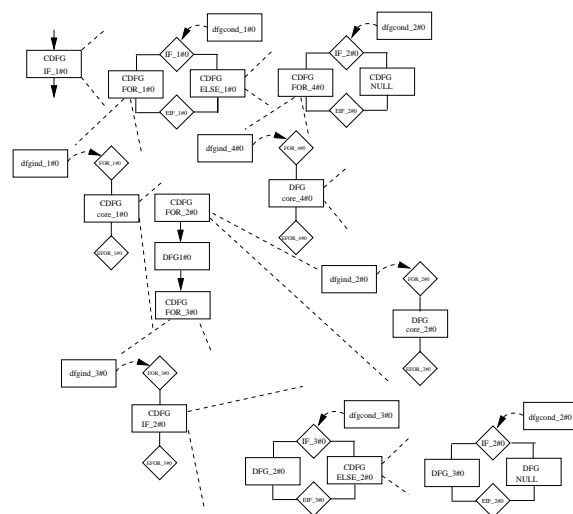 dfgcond_1#0
dfgcond_2#0
IF_1#0
IF_2#0
CDFG
IF_1#0
CDFG
FOR_1#0
CDFG
ELSE_1#0
CDFG
FOR_4#0
CDFG
NULL
EIF_1#0
EIF_2#0
dfgind_1#0
FOR_1#0
dfgind_4#0
FOR_4#0
CDFG
core_1#0
CDFG
FOR_2#0
DFG
core_4#0
EFOR_1#0
DFG1#0
EFOR_4#0
dfgind_2#0
FOR_2#0
CDFG
FOR_3#0
DFG
core_2#0
dfgind_3#0
FOR_3#0
EFOR_2#0
CDFG
IF_2#0
dfgcond_3#0
dfgcond_2#0
IF_3#0
IF_2#0
EFOR_3#0
DFG_2#0
CDFG
ELSE_2#0
DFG_3#0
DFG
NULL
EIF_3#0
EIF_2#0